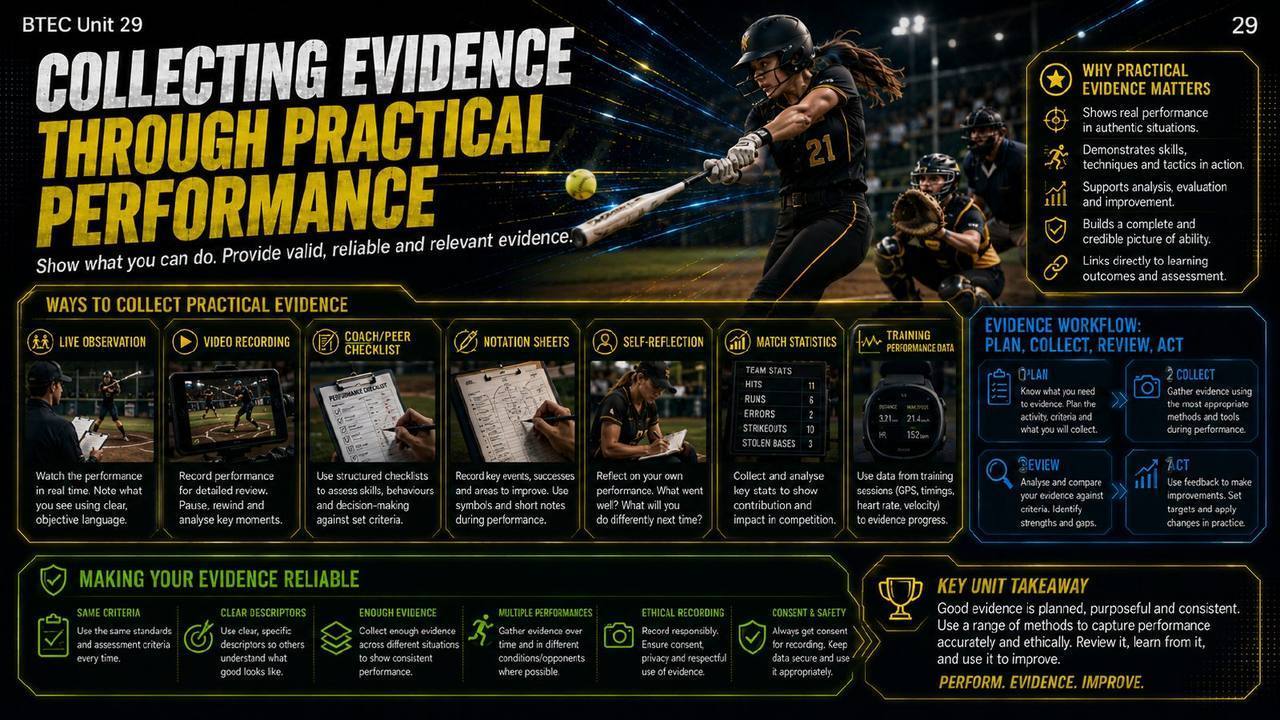 BTEC Unit 29
29
COLLECTING EVIDENCE
THROUGH PRACTICAL
PERFORMANCE
Show what you can do. Provide valid, reliable and relevant evidence.
21
WHY PRACTICAL
EVIDENCE MATTERS
Shows real performance
in authentic situations.
Demonstrates skills,
techniques and tactics in action.
Supports analysis, evaluation
and improvement.
Builds a complete and
credible picture of ability.
Links directly to learning
outcomes and assessment.
WAYS TO COLLECT PRACTICAL EVIDENCE
LIVE OBSERVATION
Watch the performance
in real time. Note what
you see using clear,
objective language.
VIDEO RECORDING
Record performance
for detailed review.
Pause, rewind and
analyse key moments.
COACH/PEER
CHECKLIST
PERFORMANCE CHECKLIST
Use structured checklists
to assess skills, behaviours
and decision-making
against set criteria.
NOTATION SHEETS
Record key events, successes
and areas to improve. Use
symbols and short notes
during performance.
SELF-REFLECTION
Reflect on your own
performance. What went
well? What will you
do differently next time?
MATCH STATISTICS
TEAM STATS
HITS 11
RUNS 6
ERRORS 2
STRIKEOUTS 10
STOLEN BASES 3
Collect and analyse
key stats to show
contribution and
impact in competition.
TRAINING
PERFORMANCE DATA
DISTANCE
HR
152
Use data from training
sessions (GPS, timings,
heart rate, velocity)
to evidence progress.
EVIDENCE WORKFLOW:
PLAN, COLLECT, REVIEW, ACT
PLAN
Know what you need
to evidence. Plan the
activity, criteria and
what you will collect.
2 COLLECT
Gather evidence using
the most appropriate
methods and tools
during performance.
EVIEW
Analyse and compare
your evidence against
criteria. Identify
strengths and gaps.
ACT
Use feedback to make
improvements. Set
targets and apply
changes in practice.
MAKING YOUR EVIDENCE RELIABLE
SAME CRITERIA
Use the same standards
and assessment criteria
every time.
CLEAR DESCRIPTORS
Use clear, specific
descriptors so others
understand what
good looks like.
ENOUGH EVIDENCE
Collect enough evidence
across different situations
to show consistent
performance.
MULTIPLE PERFORMANCES
Gather evidence over
time and in different
conditions/opponents
where possible.
ETHICAL RECORDING
Record responsibly.
Ensure consent,
privacy and respectful
use of evidence.
CONSENT & SAFETY
Always get consent
for recording. Keep
data secure and use
it appropriately.
KEY UNIT TAKEAWAY
Good evidence is planned, purposeful and consistent.
Use a range of methods to capture performance
accurately and ethically. Review it, learn from it,
and use it to improve.
PERFORM. EVIDENCE. IMPROVE.